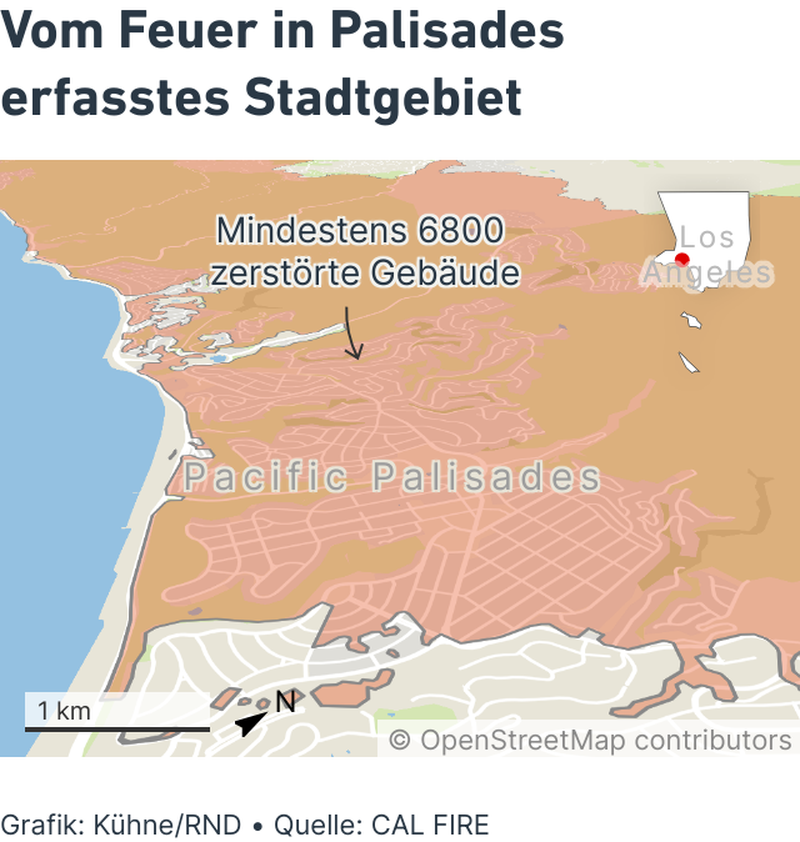 Vom Feuer in Palisades
erfasstes Stadtgebiet
Mindestens 6800
zerstörte Gebäude
Los
Angeles
Pacific Palisades
1 km
N
© OpenStreetMap contributors
Grafik: Kühne/RND • Quelle: CAL FIRE